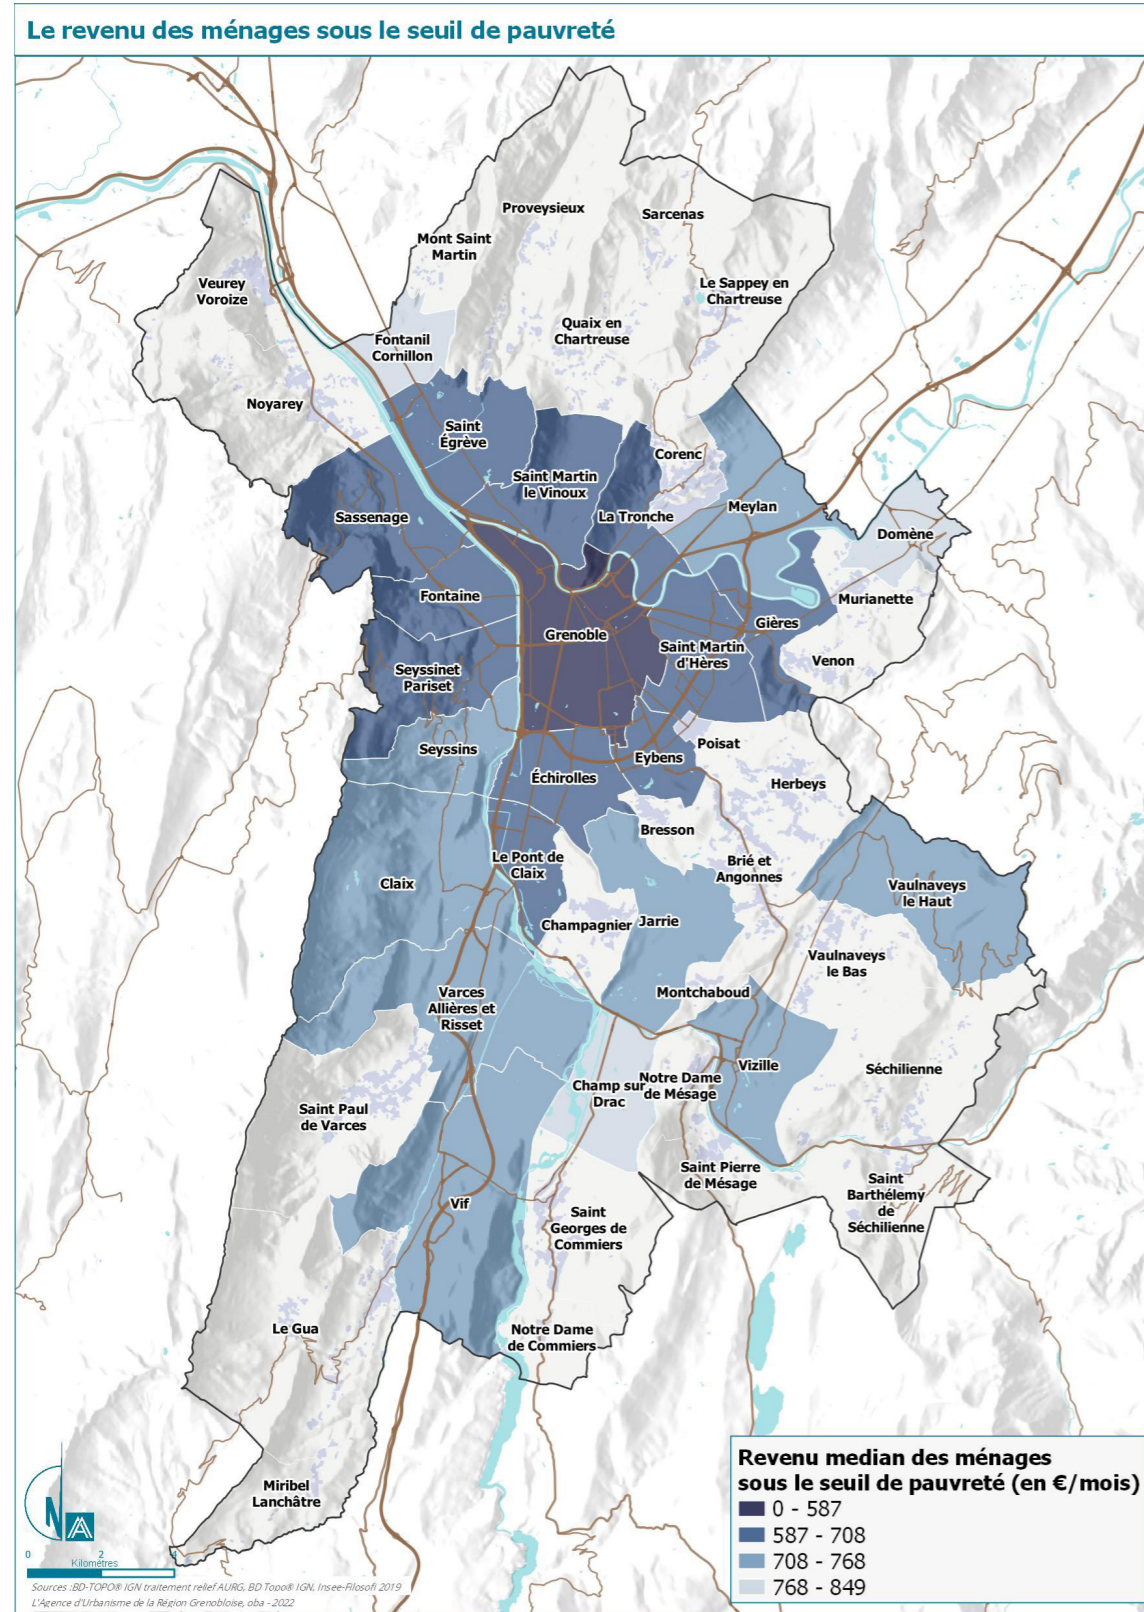 Le revenu des ménages sous le seuil de pauvreté
Proveysieux
Sarcenas
Mont Saint
Martin
Veurey
Voroize
Le Sappey en
Chartreuse
Quaix en
Chartreuse
Fontanil
Cornillon
Noyarey
Saint
Égrève
Corenc
Saint Martin
le Vinoux
Meylan
Sassenage
La Tronche
Domène
Fontaine
Murianette
Gières
Grenoble
Saint Martin
d'Hères
Venon
Seyssinet
Pariset
Seyssins
Poisat
Eybens
Échirolles
Herbeys
Bresson
Le Pont de
Claix
Brié et
Angonnes
Claix
Vaulnaveys
le Haut
Champagnier
Jarrie
Vaulnaveys
le Bas
Varces
Allières et
Risset
Montchaboud
Vizille
Séchilienne
Champ sur
Drac
Notre Dame
de Mésage
Saint Paul
de Varces
Saint Pierre
de Mésage
Saint
Barthélemy
de
Séchilienne
Vif
Saint
Georges de
Commiers
Le Gua
Notre Dame
de Commiers
Miribel
Lanchâtre
Revenu median des ménages
sous le seuil de pauvreté (en €/mois)
0 - 587
587 - 708
708 - 768
768 - 849
N
0 2 4
Kilomètres
Sources :BD-TOPO® IGN traitement relief AURG, BD Topo® IGN, Insee-Filosofi 2019
L'Agence d'Urbanisme de la Région Grenobloise, oba - 2022